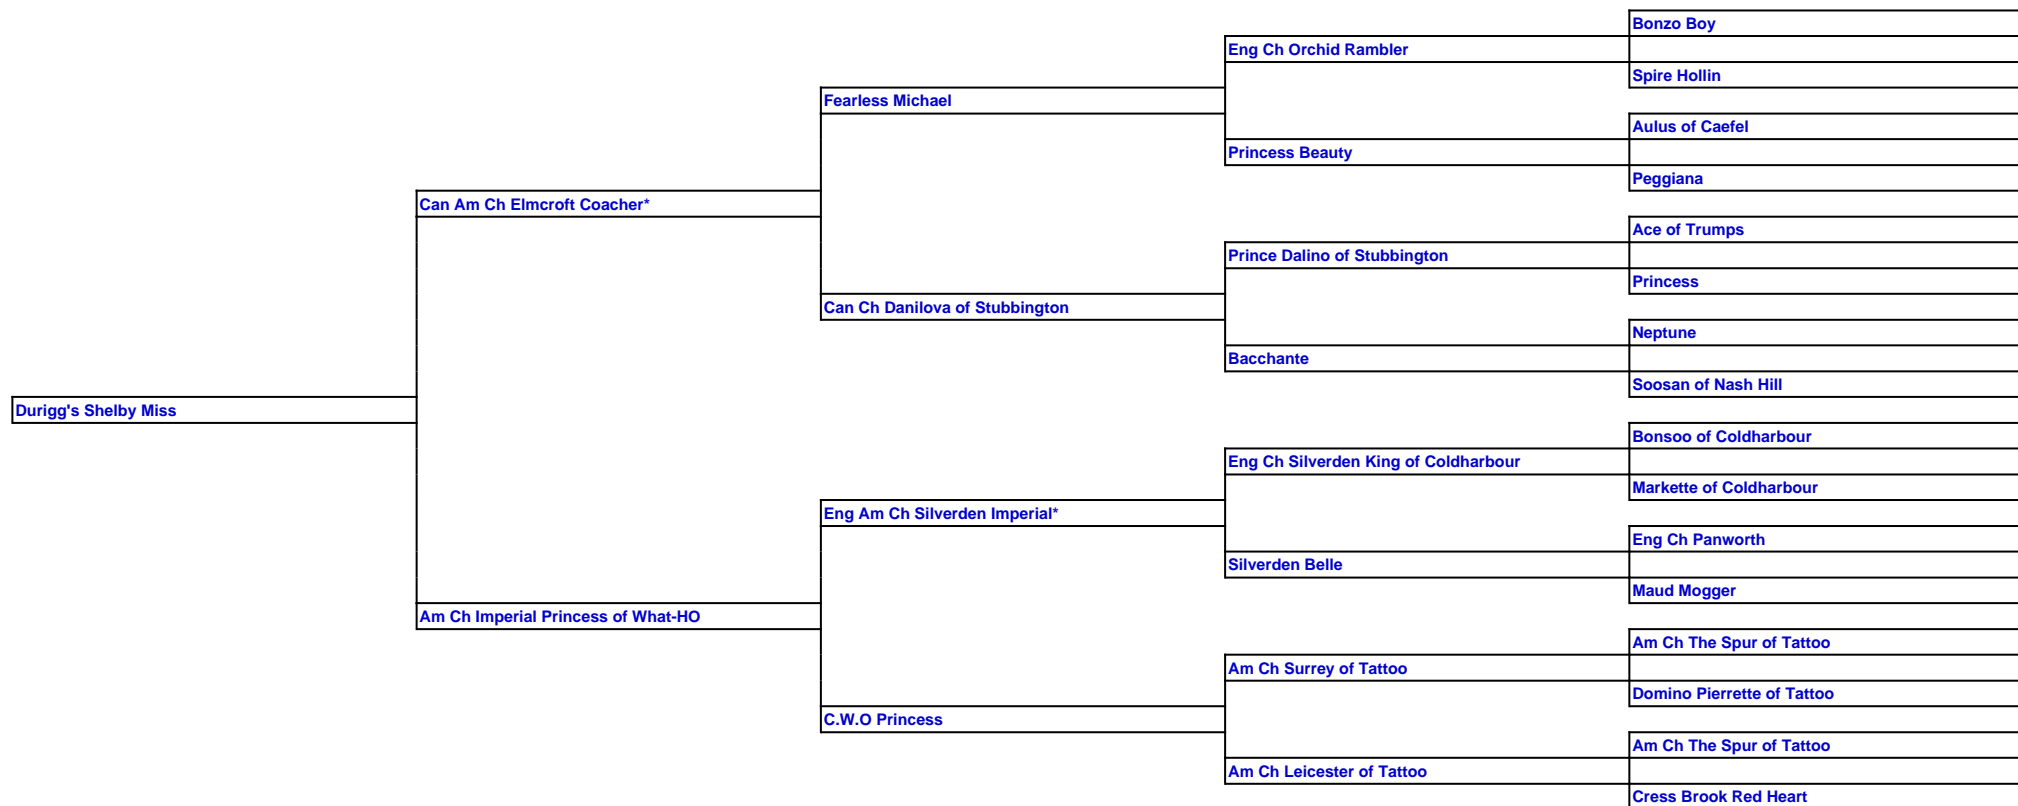 Bonzo Boy
Eng Ch Orchid Rambler
Spire Hollin
Fearless Michael
Aulus of Caefel
Princess Beauty
Peggiana
Can Am Ch Elmcroft Coacher*
Ace of Trumps
Prince Dalino of Stubbington
Princess
Can Ch Danilova of Stubbington
Neptune
Bacchante
Soosan of Nash Hill
Durigg's Shelby Miss
Bonsoo of Coldharbour
Eng Ch Silverden King of Coldharbour
Markette of Coldharbour
Eng Am Ch Silverden Imperial*
Eng Ch Panworth
Silverden Belle
Maud Mogger
Am Ch Imperial Princess of What-HO
Am Ch The Spur of Tattoo
Am Ch Surrey of Tattoo
Domino Pierrette of Tattoo
C.W.O Princess
Am Ch The Spur of Tattoo
Am Ch Leicester of Tattoo
Cress Brook Red Heart